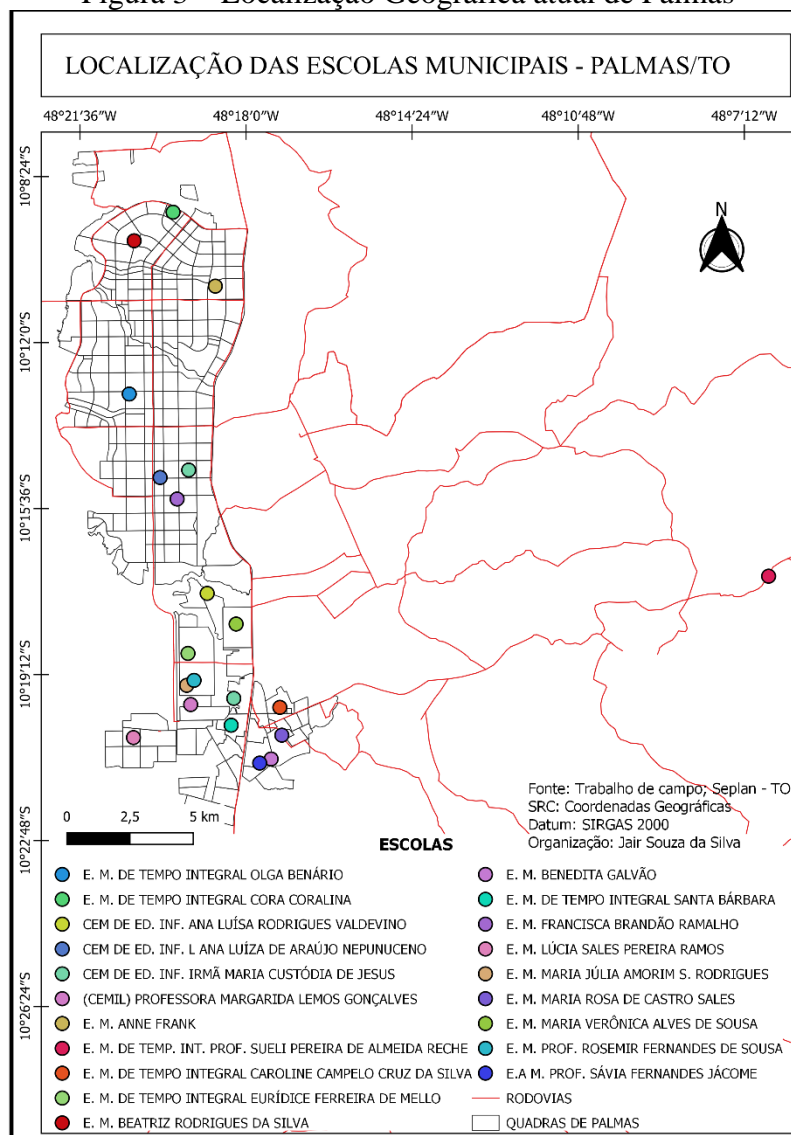 Figura 3 – Localização Geográfica atual de Palmas
LOCALIZAÇÃO DAS ESCOLAS MUNICIPAIS - PALMAS/TO
48°21'36"W 48°18'0"W 48°14'24"W 48°10'48"W 48°7'12"W
10°8'24"S
N
10°12'0"S
10°15'36"S
10°19'12"S
Fonte: Trabalho de campo; Seplan - TO
SRC: Coordenadas Geográficas
Datum: SIRGAS 2000
Organização: Jair Souza da Silva
0 2,5 5 km
10°22'48"S
ESCOLAS
E. M. DE TEMPO INTEGRAL OLGA BENÁRIO
E. M. DE TEMPO INTEGRAL CORA CORALINA
CEM DE ED. INF. ANA LUÍSA RODRIGUES VALDEVINO
CEM DE ED. INF. L ANA LUÍZA DE ARAÚJO NEPUNUCENO
CEM DE ED. INF. IRMÃ MARIA CUSTÓDIA DE JESUS
(CEMIL) PROFESSORA MARGARIDA LEMOS GONÇALVES
E. M. ANNE FRANK
E. M. DE TEMP. INT. PROF. SUELI PEREIRA DE ALMEIDA RECHE
E. M. DE TEMPO INTEGRAL CAROLINE CAMPELO CRUZ DA SILVA
E. M. DE TEMPO INTEGRAL EURÍDICE FERREIRA DE MELLO
E. M. BEATRIZ RODRIGUES DA SILVA
E. M. BENEDITA GALVÃO
E. M. DE TEMPO INTEGRAL SANTA BÁRBARA
E. M. FRANCISCA BRANDÃO RAMALHO
E. M. LÚCIA SALES PEREIRA RAMOS
E. M. MARIA JÚLIA AMORIM S. RODRIGUES
E. M. MARIA ROSA DE CASTRO SALES
E. M. MARIA VERÔNICA ALVES DE SOUSA
E. M. PROF. ROSEMIR FERNANDES DE SOUSA
E.A M. PROF. SÁVIA FERNANDES JÁCOME
RODOVIAS
QUADRAS DE PALMAS
10°26'24"S